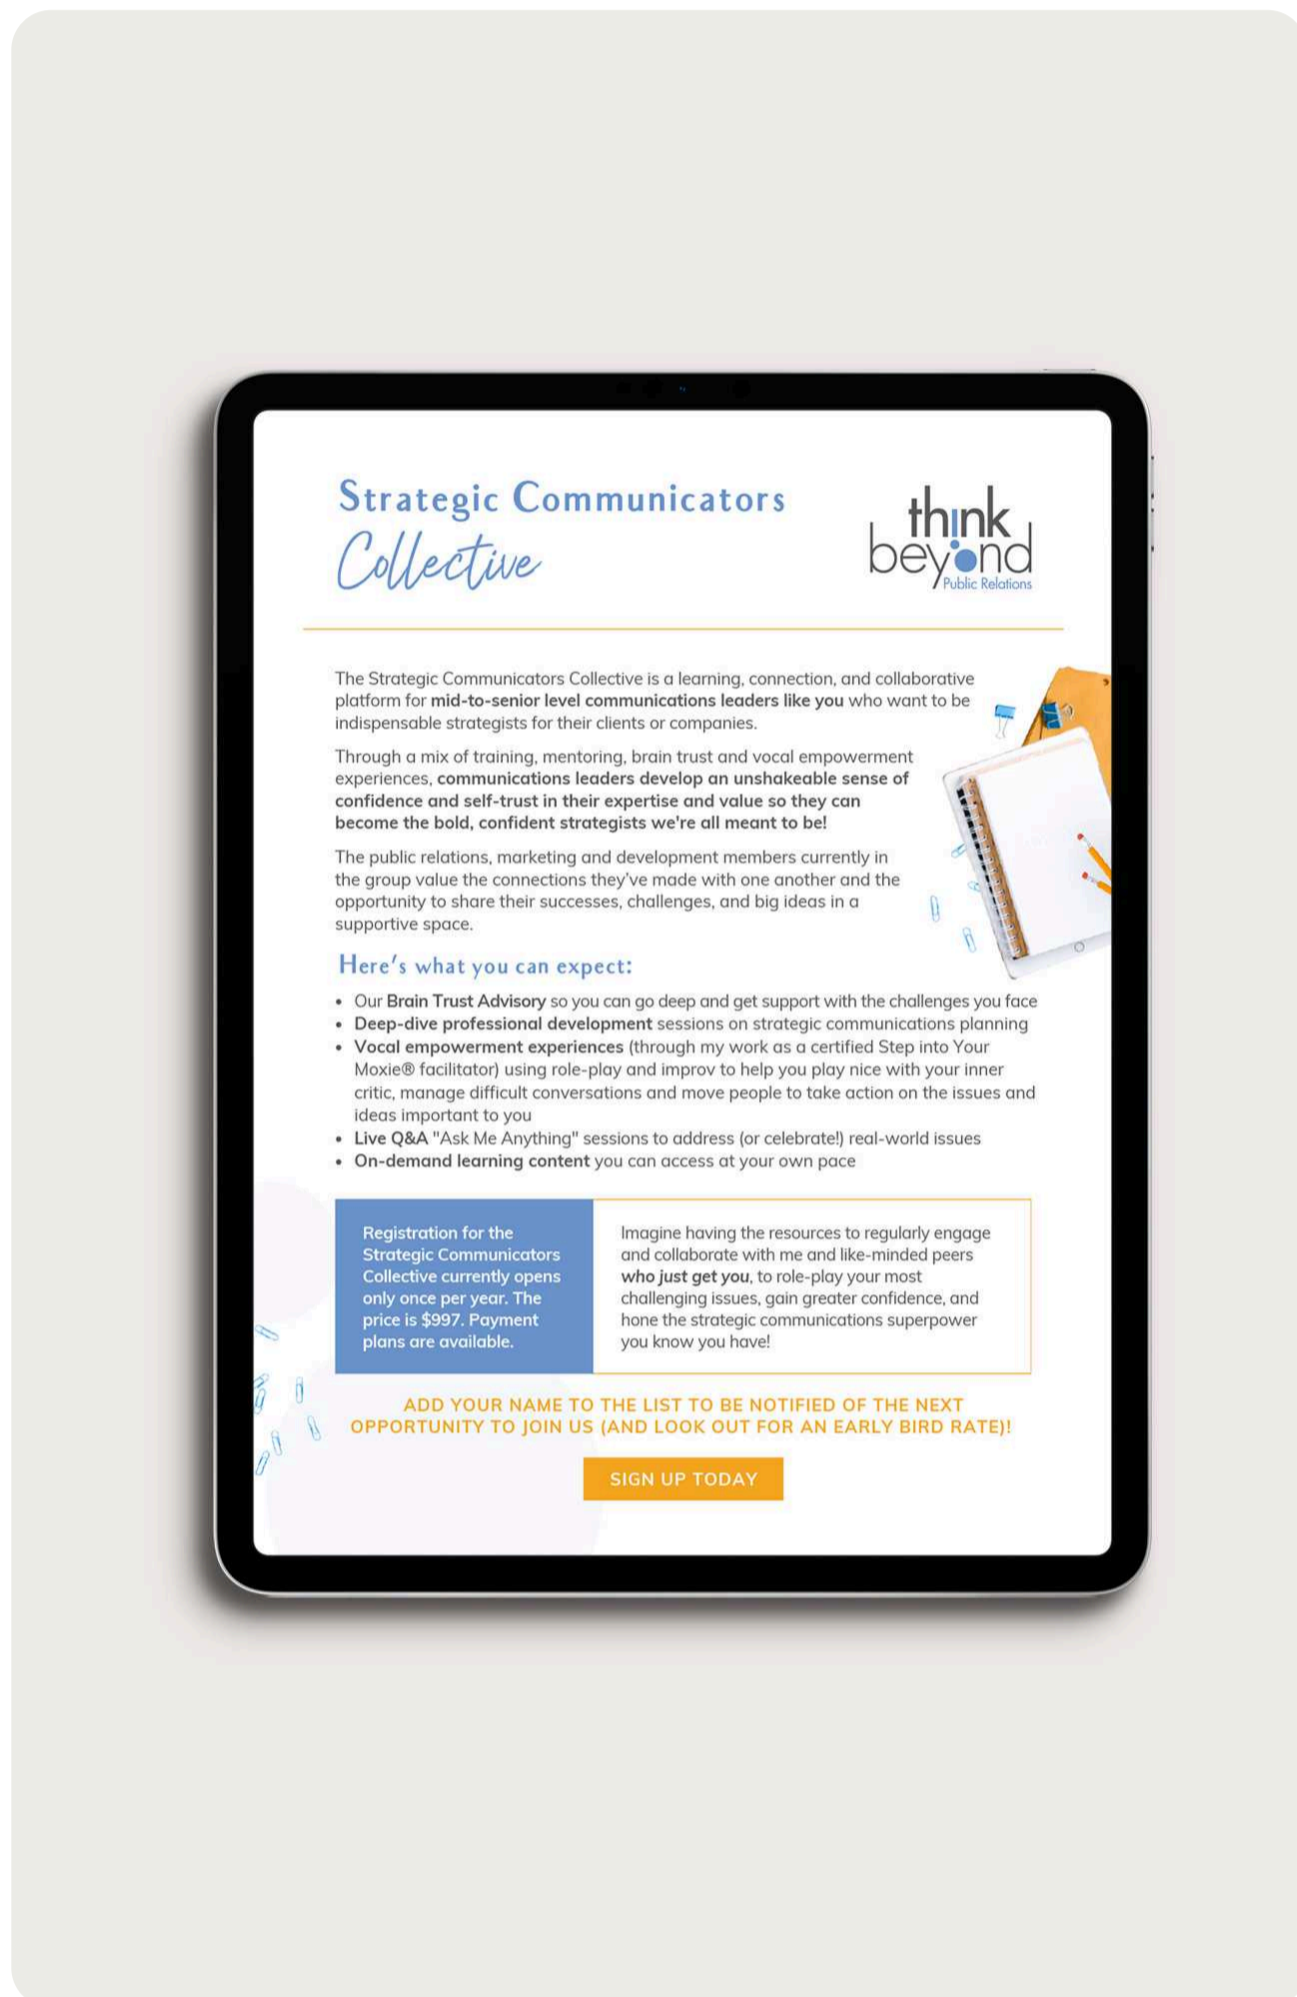 Strategic Communicators
Collective
think
beyond
Public Relations
The Strategic Communicators Collective is a learning, connection, and collaborative
platform for mid-to-senior level communications leaders like you who want to be
indispensable strategists for their clients or companies.
Through a mix of training, mentoring, brain trust and vocal empowerment
experiences, communications leaders develop an unshakeable sense of
confidence and self-trust in their expertise and value so they can
become the bold, confident strategists we're all meant to be!
The public relations, marketing and development members currently in
the group value the connections they've made with one another and the
opportunity to share their successes, challenges, and big ideas in a
supportive space.
Here's what you can expect:
• Our Brain Trust Advisory so you can go deep and get support with the challenges you face
• Deep-dive professional development sessions on strategic communications planning
• Vocal empowerment experiences (through my work as a certified Step into Your
Moxie® facilitator) using role-play and improv to help you play nice with your inner
critic, manage difficult conversations and move people to take action on the issues and
ideas important to you
• Live Q&A "Ask Me Anything" sessions to address (or celebrate!) real-world issues
• On-demand learning content you can access at your own pace
Registration for the
Strategic Communicators
Collective currently opens
only once per year. The
price is $997. Payment
plans are available.
Imagine having the resources to regularly engage
and collaborate with me and like-minded peers
who just get you, to role-play your most
challenging issues, gain greater confidence, and
hone the strategic communications superpower
you know you have!
ADD YOUR NAME TO THE LIST TO BE NOTIFIED OF THE NEXT
OPPORTUNITY TO JOIN US (AND LOOK OUT FOR AN EARLY BIRD RATE)!
SIGN UP TODAY